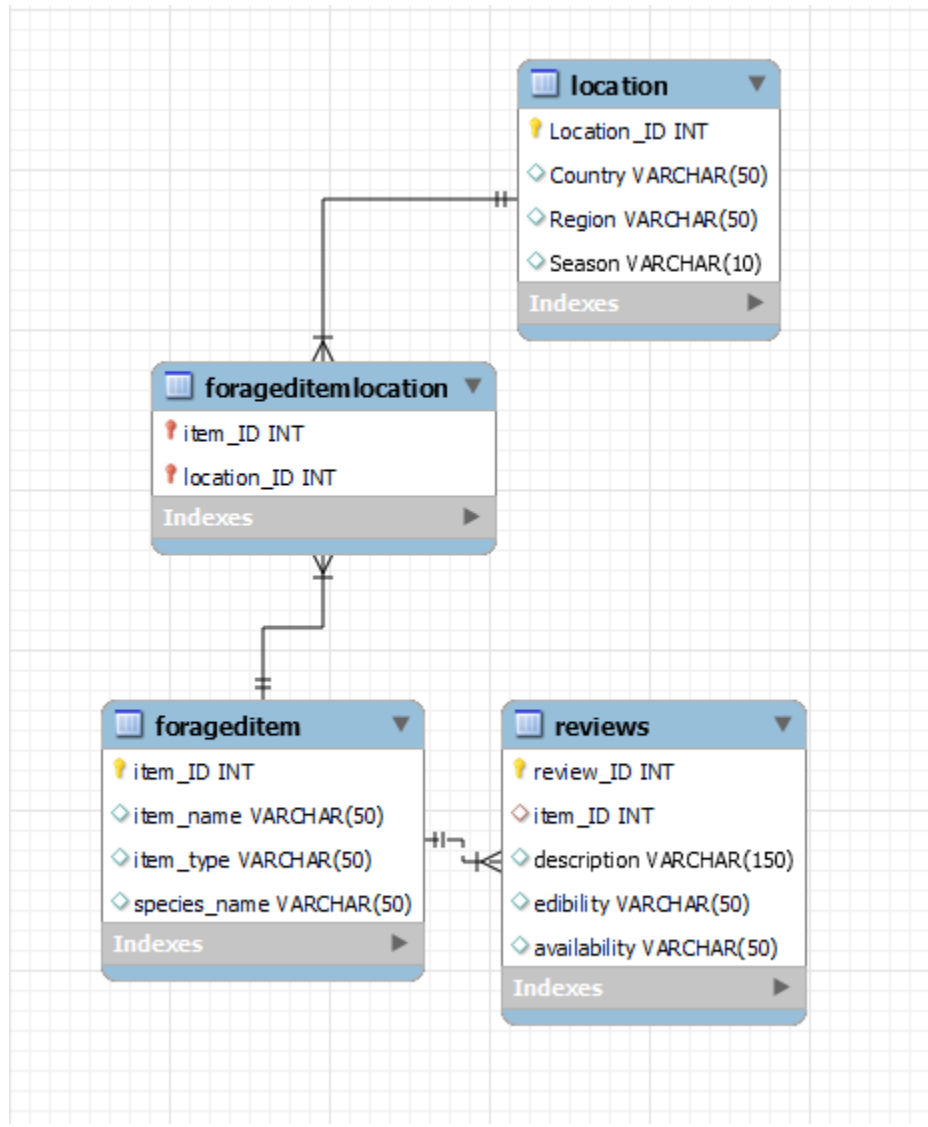 location
Location_ID INT
Country VARCHAR(50)
Region VARCHAR(50)
Season VARCHAR(10)
Indexes
forageditemlocation
item_ID INT
location_ID INT
Indexes
forageditem
item_ID INT
item_name VARCHAR(50)
item_type VARCHAR(50)
species_name VARCHAR(50)
Indexes
reviews
review_ID INT
item_ID INT
description VARCHAR(150)
edibility VARCHAR(50)
availability VARCHAR(50)
Indexes